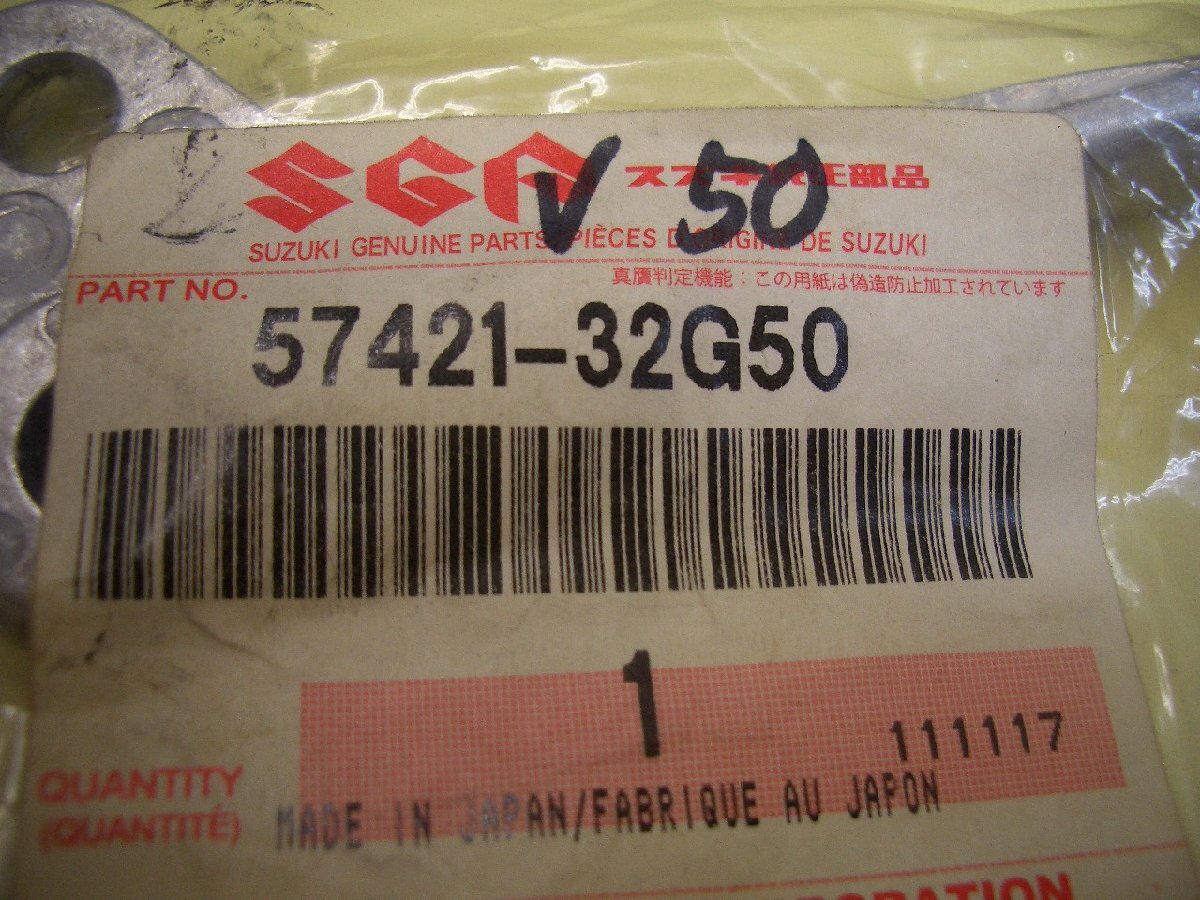 SGP V 50 スズキ純正部品
SUZUKI GENUINE PARTS/PIÈCES D'ORIGINE DE SUZUKI
真贋判定機能:この用紙は偽造防止加工されています
PART NO.
57421-32G50
1
111117
QUANTITY
(QUANTITÉ)
MADE IN JAPAN/FABRIQUE AU JAPON